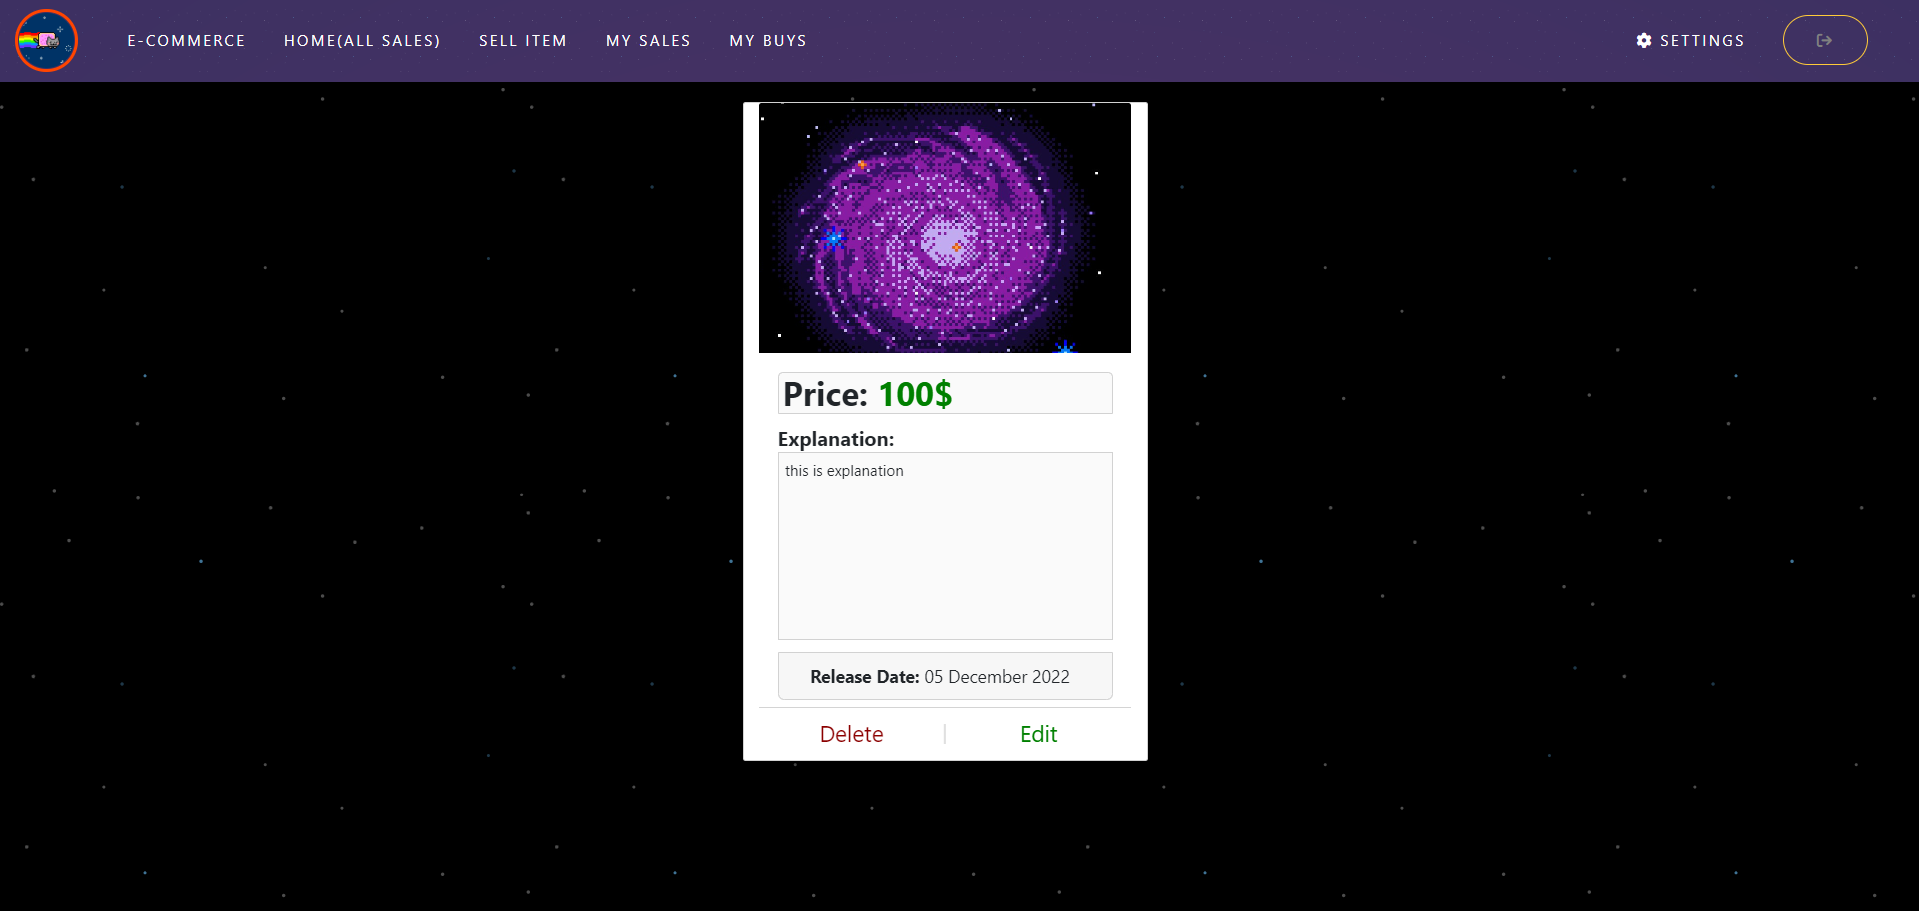 E-COMMERCE HOME(ALL SALES) SELL ITEM MY SALES MY BUYS SETTINGS
Price: 100$
Explanation:
this is explanation
Release Date: 05 December 2022
Delete | Edit